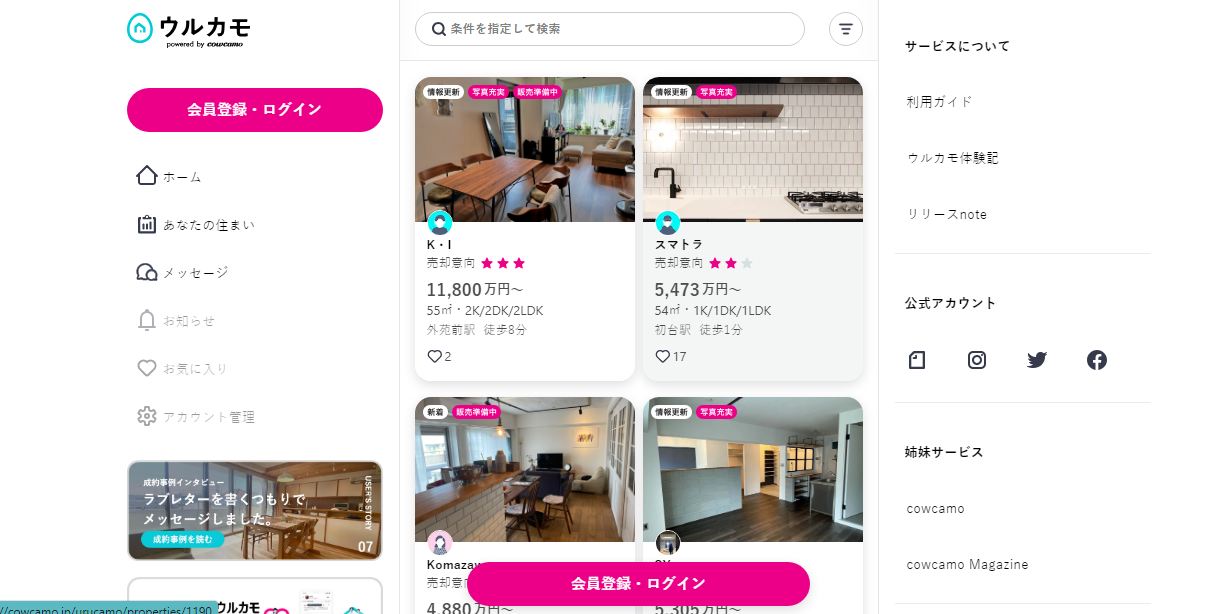 ウルカモ
powered by cowcamo
会員登録・ログイン
ホーム
あなたの住まい
メッセージ
お知らせ
お気に入り
アカウント管理
成約事例インタビュー
ラブレターを書くつもりで
メッセージしました。
成約事例を読む
USER'S STORY
07
ウルカモ
//cowcamo.jp/urucamo/properties/1190
条件を指定して検索
情報更新 写真充実 販売準備中
K・I
売却意向
11,800万円〜
55㎡・2K/2DK/2LDK
外苑前駅 徒歩8分
2
情報更新 写真充実
スマトラ
売却意向
5,473万円〜
54㎡・1K/1DK/1LDK
初台駅 徒歩1分
17
新着 販売準備中
売却意向
4,880万円〜
情報更新 写真充実
5,305万円〜
会員登録・ログイン
サービスについて
利用ガイド
ウルカモ体験記
リリースnote
公式アカウント
姉妹サービス
cowcamo
cowcamo Magazine